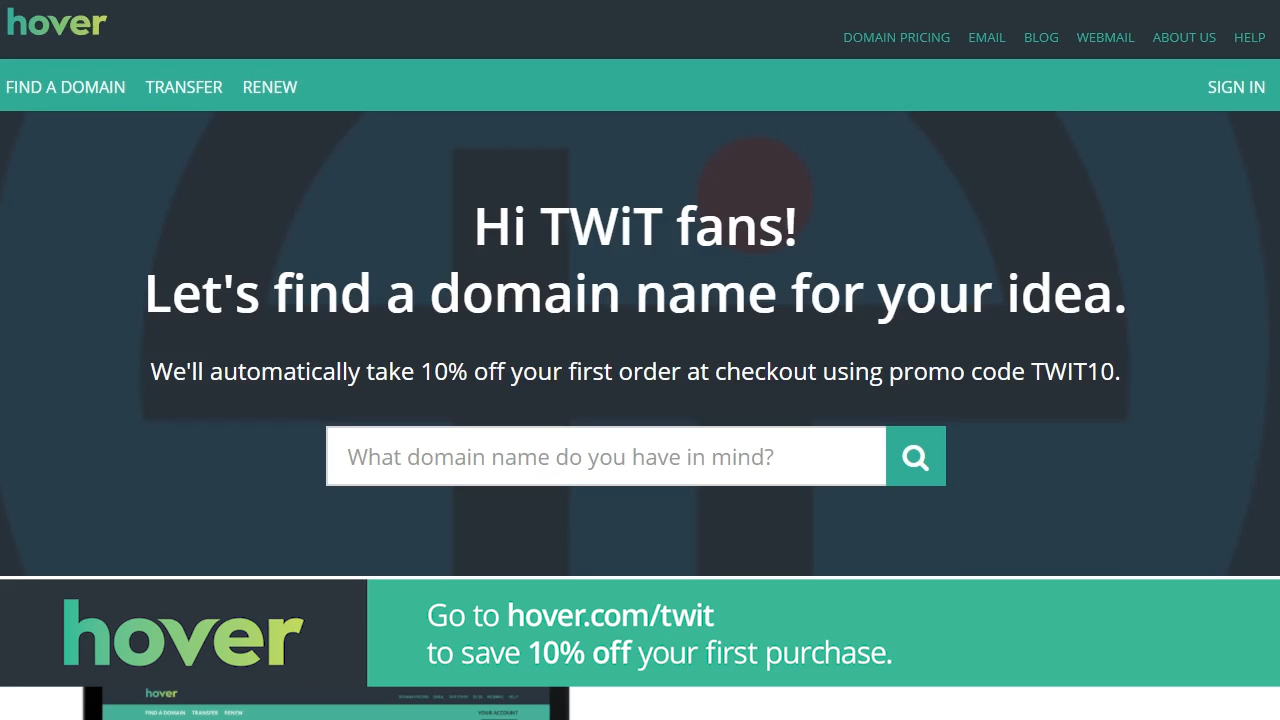 hover
DOMAIN PRICING EMAIL BLOG WEBMAIL ABOUT US HELP
FIND A DOMAIN TRANSFER RENEW SIGN IN
Hi TWiT fans!
Let's find a domain name for your idea.
We'll automatically take 10% off your first order at checkout using promo code TWIT10.
What domain name do you have in mind?
hover
Go to hover.com/twit
to save 10% off your first purchase.
hover
FIND A DOMAIN TRANSFER RENEW YOUR ACCOUNT